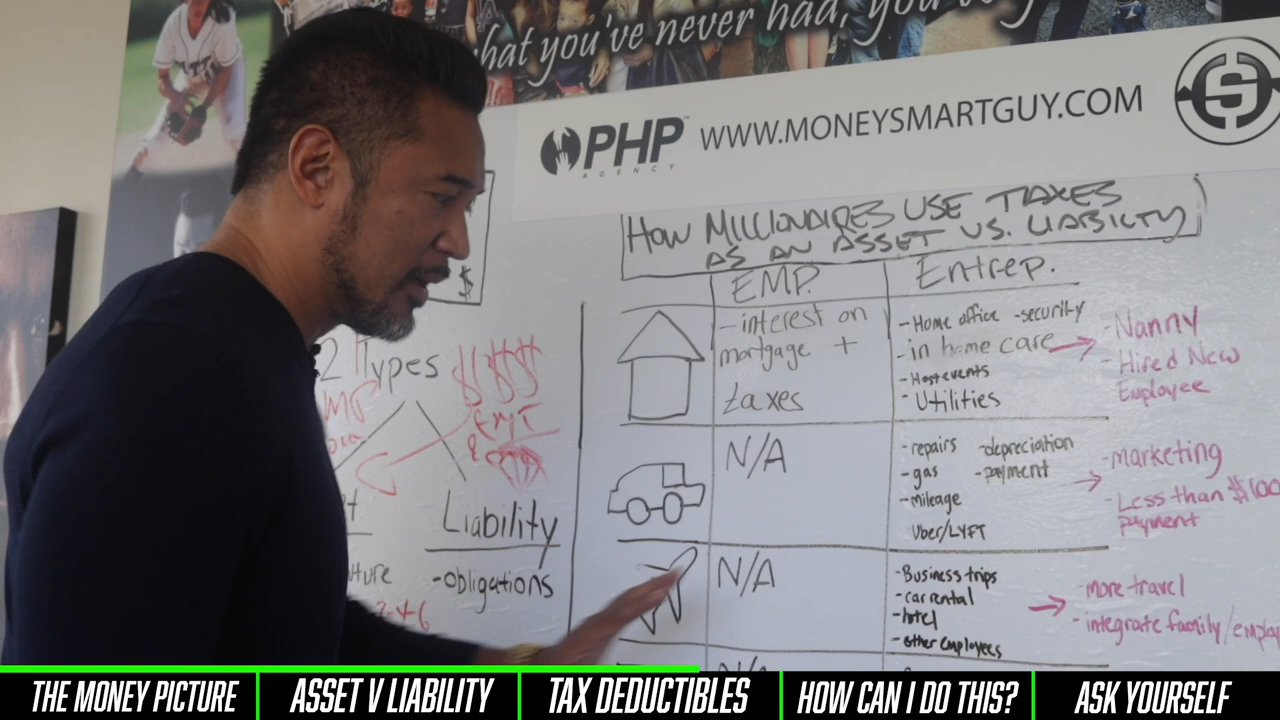 what you've never had, you
PHP
AGENCY
WWW.MONEYSMARTGUY.COM
HOW MILLIONAIRES USE TAXES
AS AN ASSET VS. LIABILITY
EMP.
Entrep.
- interest on
mortgage +
taxes
- Home office - security
- in home care
- Host events
- Utilities
- Nanny
- Hired New
Employee
N/A
- repairs - depreciation
- gas - payment
- mileage
Uber/LYFT
- marketing
- Less than $100
payment
N/A
- Business trips
- car rental
- hotel
- other employees
- more travel
- integrate family/employ
N/A
$
2 Types
Liability
- obligations
THE MONEY PICTURE
ASSET V LIABILITY
TAX DEDUCTIBLES
HOW CAN I DO THIS?
ASK YOURSELF